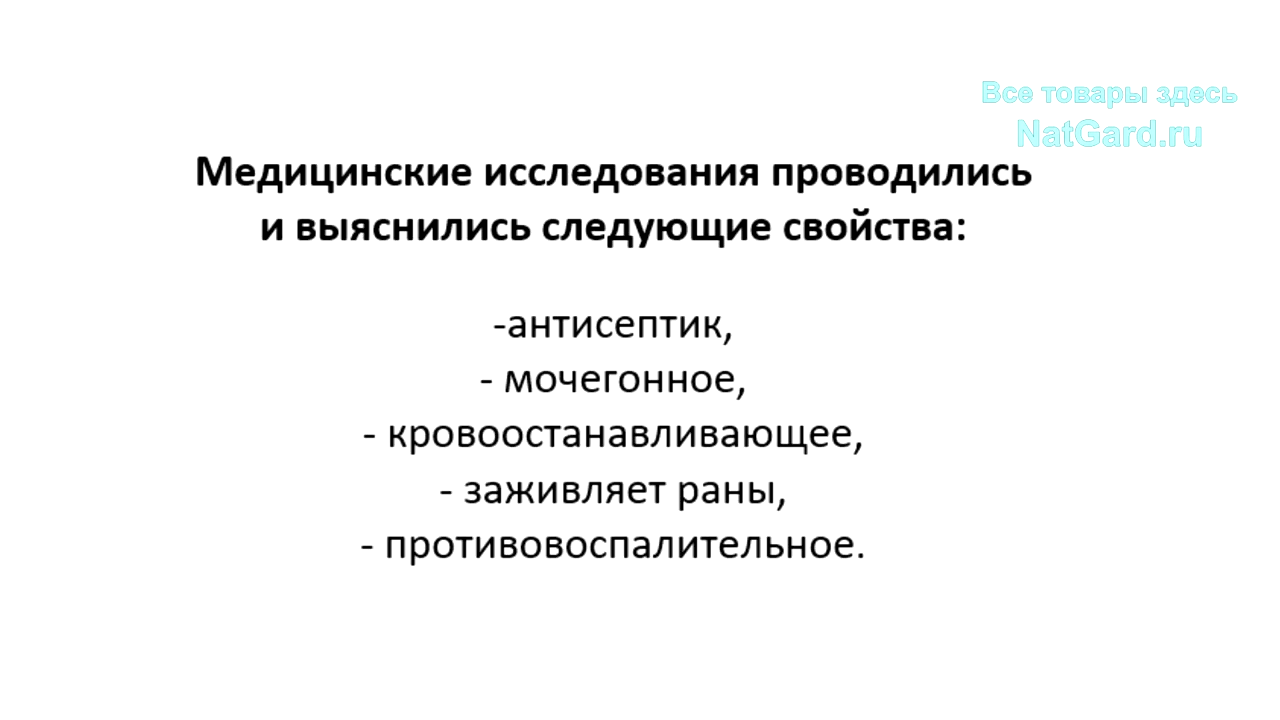 Все товары здесь
NatGard.ru
Медицинские исследования проводились
и выяснились следующие свойства:
-антисептик,
- мочегонное,
- кровоостанавливающее,
- заживляет раны,
- противовоспалительное.